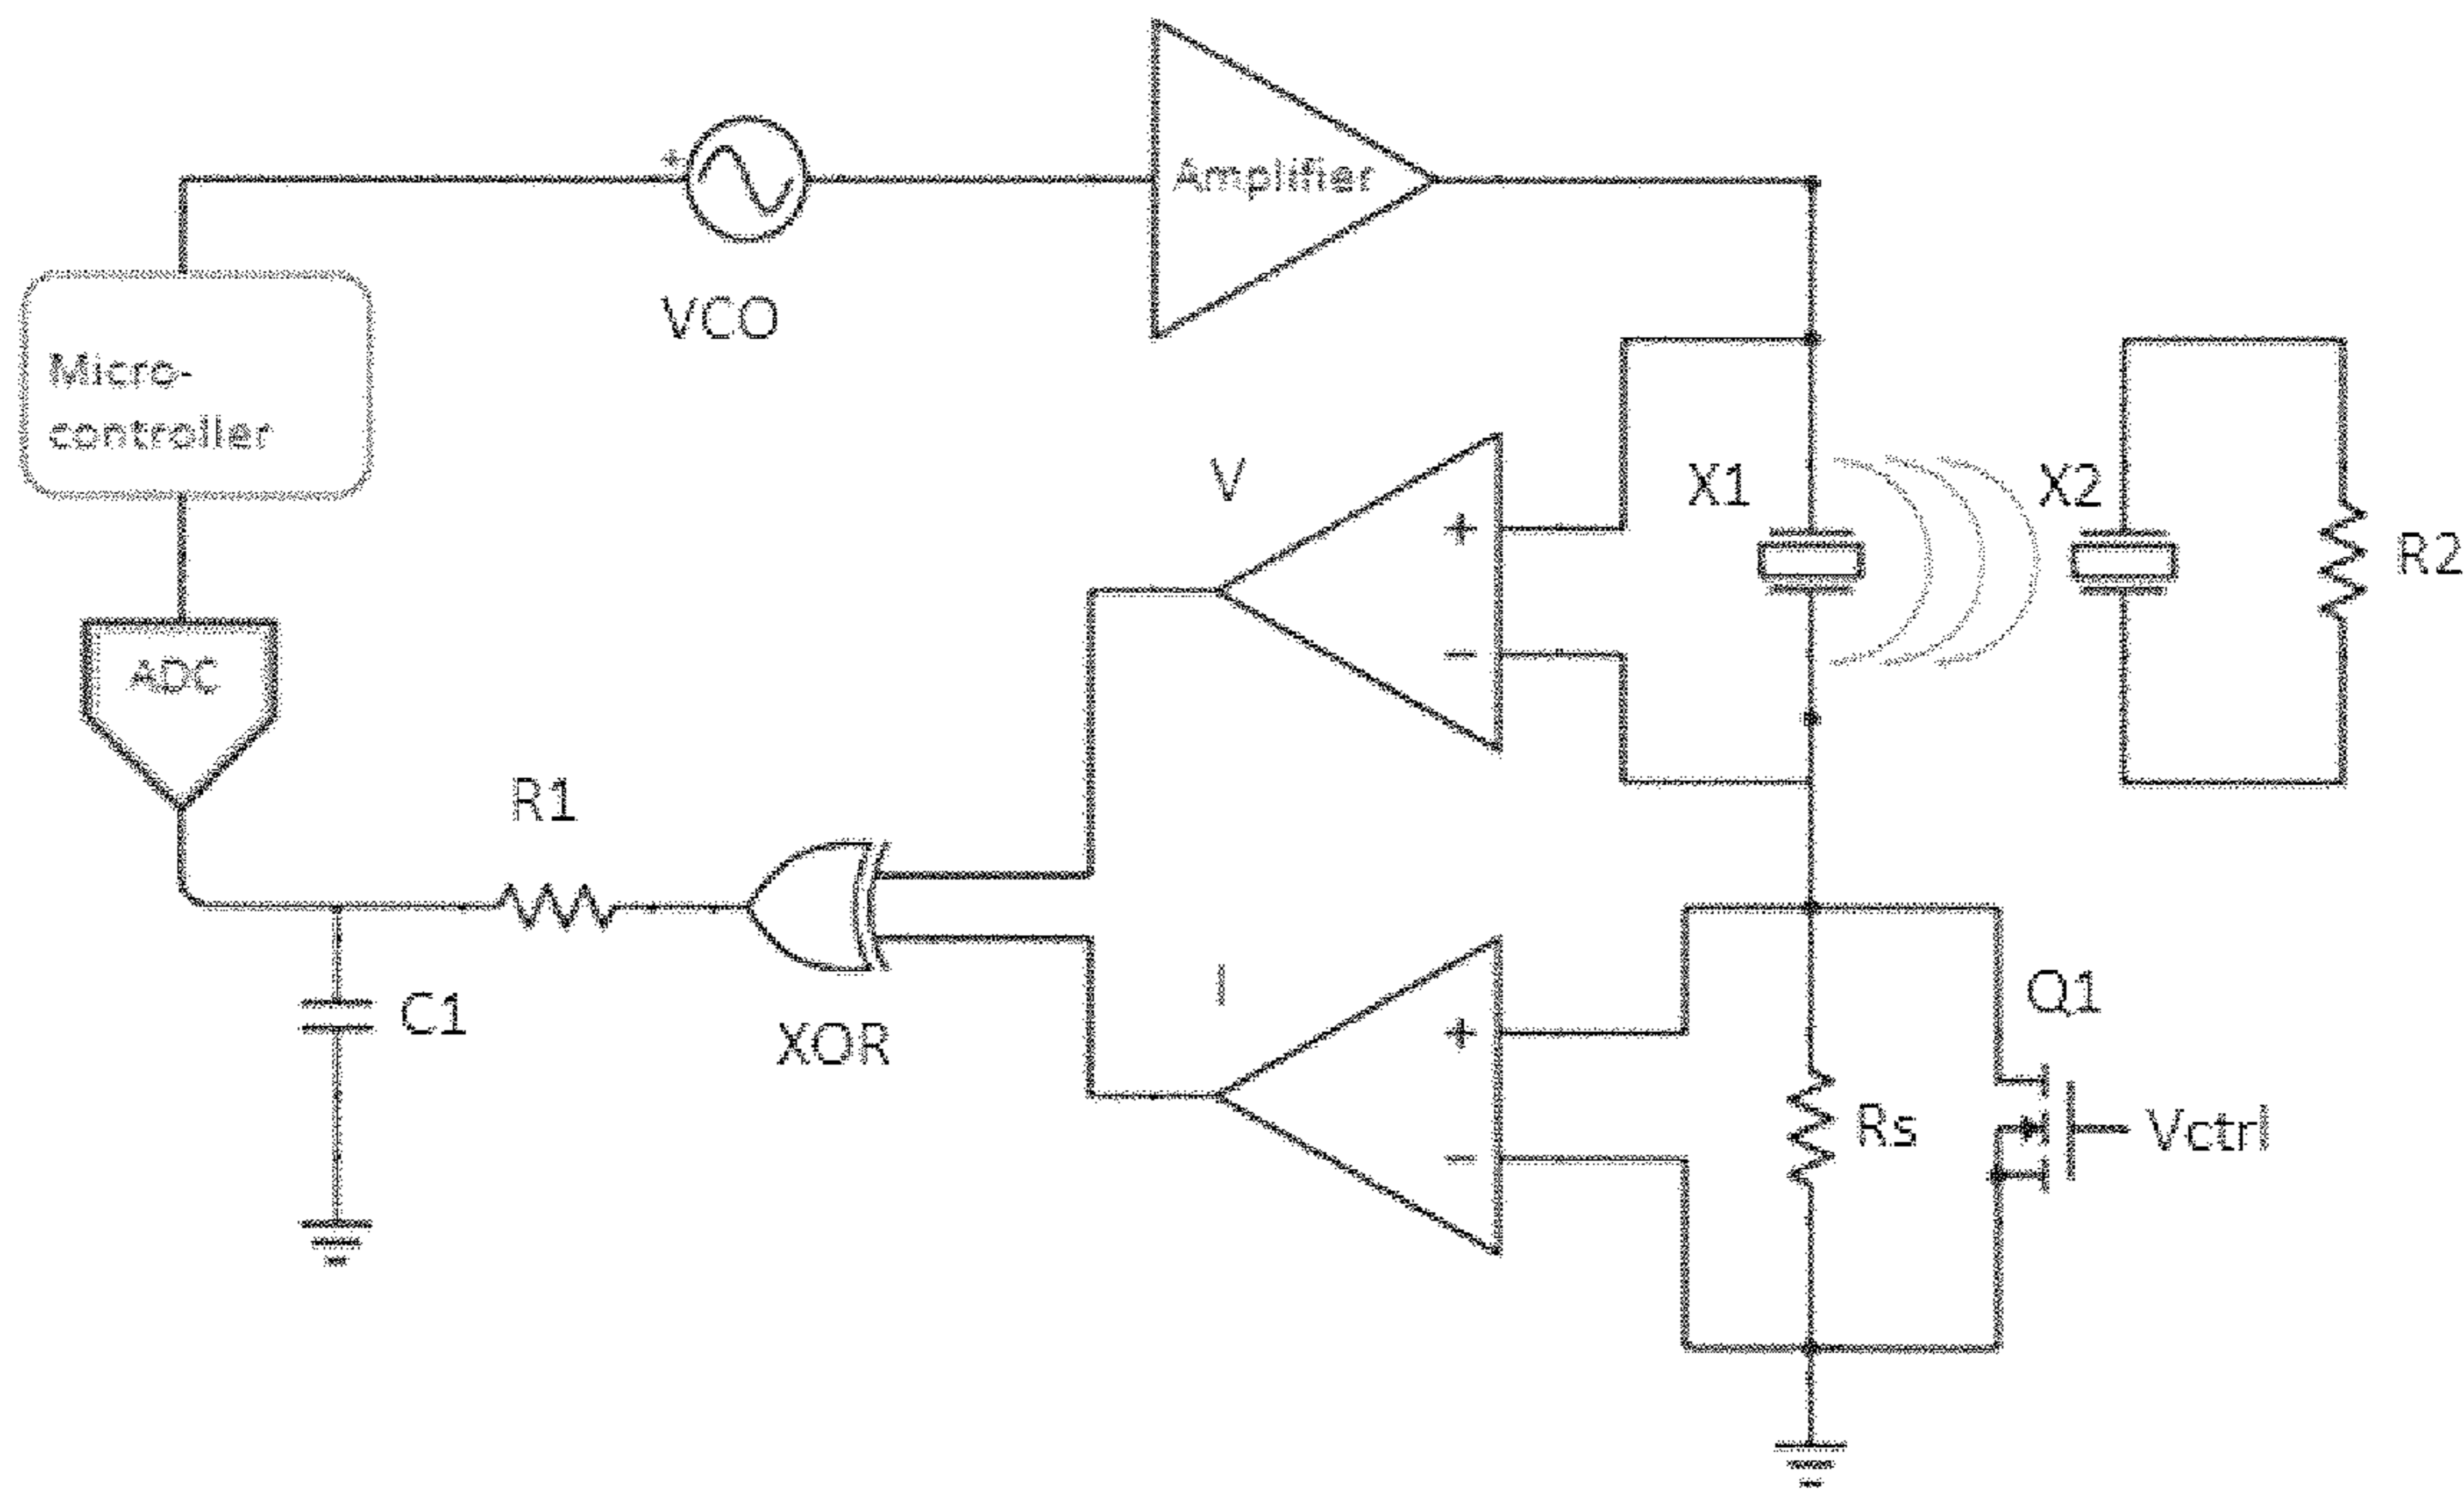 Amplifier
+
VCO
Micro-
controller
V
X1
X2
R2
+
−
ADC
R1
I
Q1
C1
XOR
+
Rs
Vctrl
−